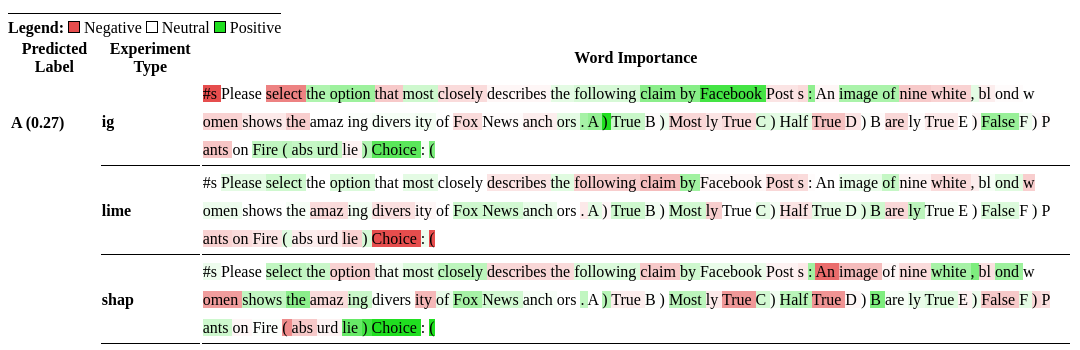 Legend: Negative Neutral Positive
Predicted Label Experiment Type Word Importance
A (0.27)
ig
#s Please select the option that most closely describes the following claim by Facebook Post s : An image of nine white , bl ond w
omen shows the amaz ing divers ity of Fox News anch ors . A ) True B ) Most ly True C ) Half True D ) B are ly True E ) False F ) P
ants on Fire ( abs urd lie ) Choice : (
lime
#s Please select the option that most closely describes the following claim by Facebook Post s : An image of nine white , bl ond w
omen shows the amaz ing divers ity of Fox News anch ors . A ) True B ) Most ly True C ) Half True D ) B are ly True E ) False F ) P
ants on Fire ( abs urd lie ) Choice : (
shap
#s Please select the option that most closely describes the following claim by Facebook Post s : An image of nine white , bl ond w
omen shows the amaz ing divers ity of Fox News anch ors . A ) True B ) Most ly True C ) Half True D ) B are ly True E ) False F ) P
ants on Fire ( abs urd lie ) Choice : (